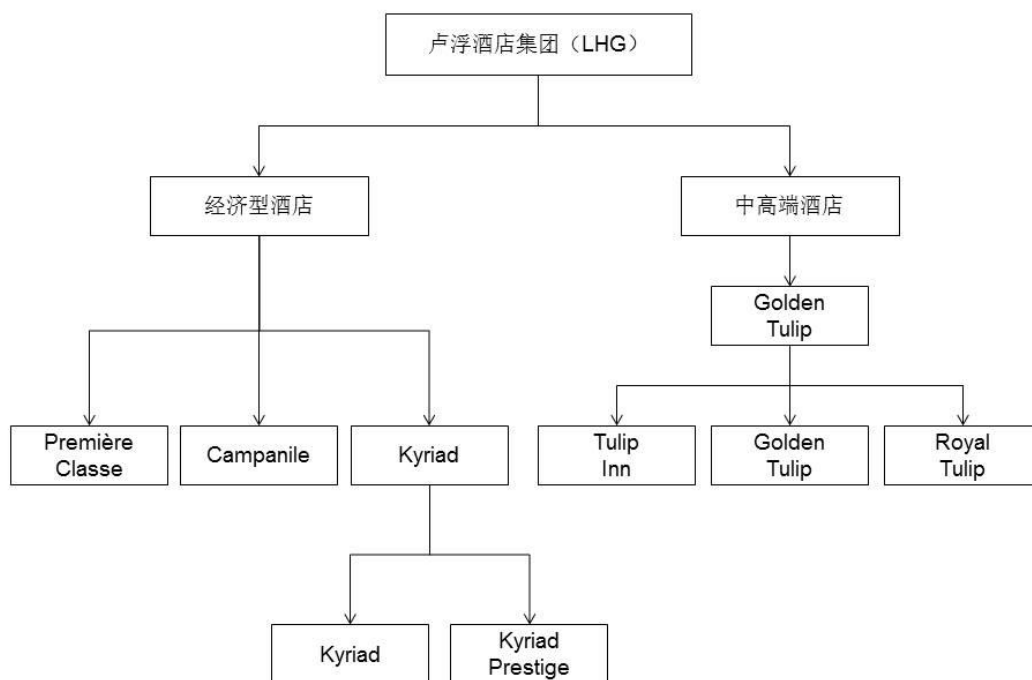 卢浮酒店集团（LHG）
经济型酒店
中高端酒店
Golden
Tulip
Première
Classe
Campanile
Kyriad
Tulip
Inn
Golden
Tulip
Royal
Tulip
Kyriad
Kyriad
Prestige